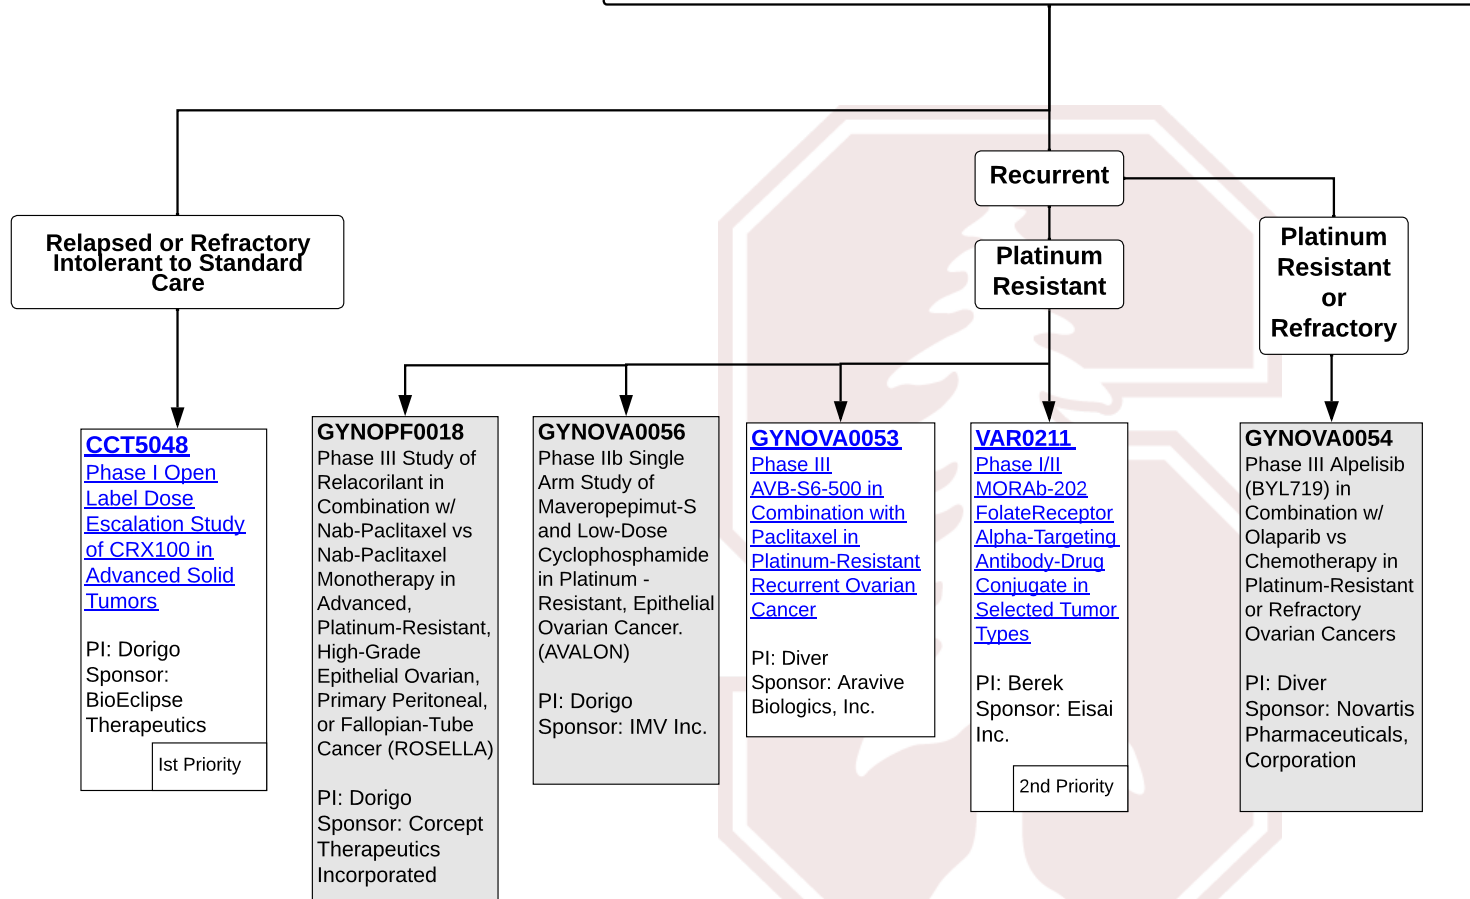 Recurrent
Relapsed or Refractory
Intolerant to Standard
Care
Platinum
Resistant
Platinum
Resistant
or
Refractory
CCT5048
Phase I Open
Label Dose
Escalation Study
of CRX100 in
Advanced Solid
Tumors
PI: Dorigo
Sponsor:
BioEclipse
Therapeutics
Ist Priority
GYNOPF0018
Phase III Study of
Relacorilant in
Combination w/
Nab-Paclitaxel vs
Nab-Paclitaxel
Monotherapy in
Advanced,
Platinum-Resistant,
High-Grade
Epithelial Ovarian,
Primary Peritoneal,
or Fallopian-Tube
Cancer (ROSELLA)
PI: Dorigo
Sponsor: Corcept
Therapeutics
Incorporated
GYNOVA0056
Phase IIb Single
Arm Study of
Maveropepimut-S
and Low-Dose
Cyclophosphamide
in Platinum -
Resistant, Epithelial
Ovarian Cancer.
(AVALON)
PI: Dorigo
Sponsor: IMV Inc.
GYNOVA0053
Phase III
AVB-S6-500 in
Combination with
Paclitaxel in
Platinum-Resistant
Recurrent Ovarian
Cancer
PI: Diver
Sponsor: Aravive
Biologics, Inc.
VAR0211
Phase I/II
MORAb-202
FolateReceptor
Alpha-Targeting
Antibody-Drug
Conjugate in
Selected Tumor
Types
PI: Berek
Sponsor: Eisai
Inc.
2nd Priority
GYNOVA0054
Phase III Alpelisib
(BYL719) in
Combination w/
Olaparib vs
Chemotherapy in
Platinum-Resistant
or Refractory
Ovarian Cancers
PI: Diver
Sponsor: Novartis
Pharmaceuticals,
Corporation